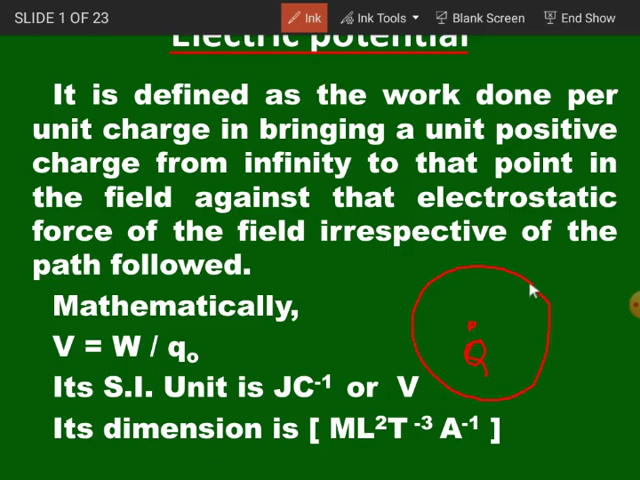 SLIDE 1 OF 23 Ink Ink Tools Blank Screen End Show
Electric potential
It is defined as the work done per
unit charge in bringing a unit positive
charge from infinity to that point in
the field against that electrostatic
force of the field irrespective of the
path followed.
Mathematically,
V = W / qₒ
Its S.I. Unit is JC⁻¹ or V
Its dimension is [ ML²T ⁻³ A⁻¹ ]
Q